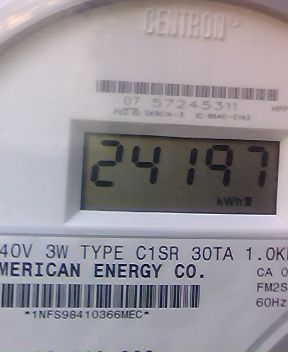 CENTRON®
07 57245311
24197
kWh
40V 3W TYPE C1SR 30TA 1.0K
MERICAN ENERGY CO.
CA 0
FM2S
60Hz
*1NFS98410366MEC*